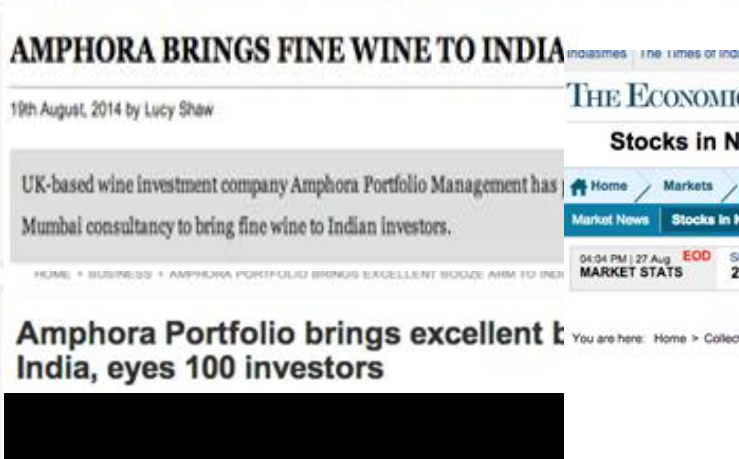 AMPHORA BRINGS FINE WINE TO INDIA
19th August, 2014 by Lucy Shaw
UK-based wine investment company Amphora Portfolio Management has
Mumbai consultancy to bring fine wine to Indian investors.
HOME • BUSINESS • AMPHORA PORTFOLIO BRINGS EXCELLENT BOOZE ARM TO
Amphora Portfolio brings excellent
India, eyes 100 investors
Indiatimes | The Times of
THE
Stocks in
Home / Markets /
Market News Stocks in
04:04 PM | 27 Aug EOD
MARKET STATS 2
You are here: Home >